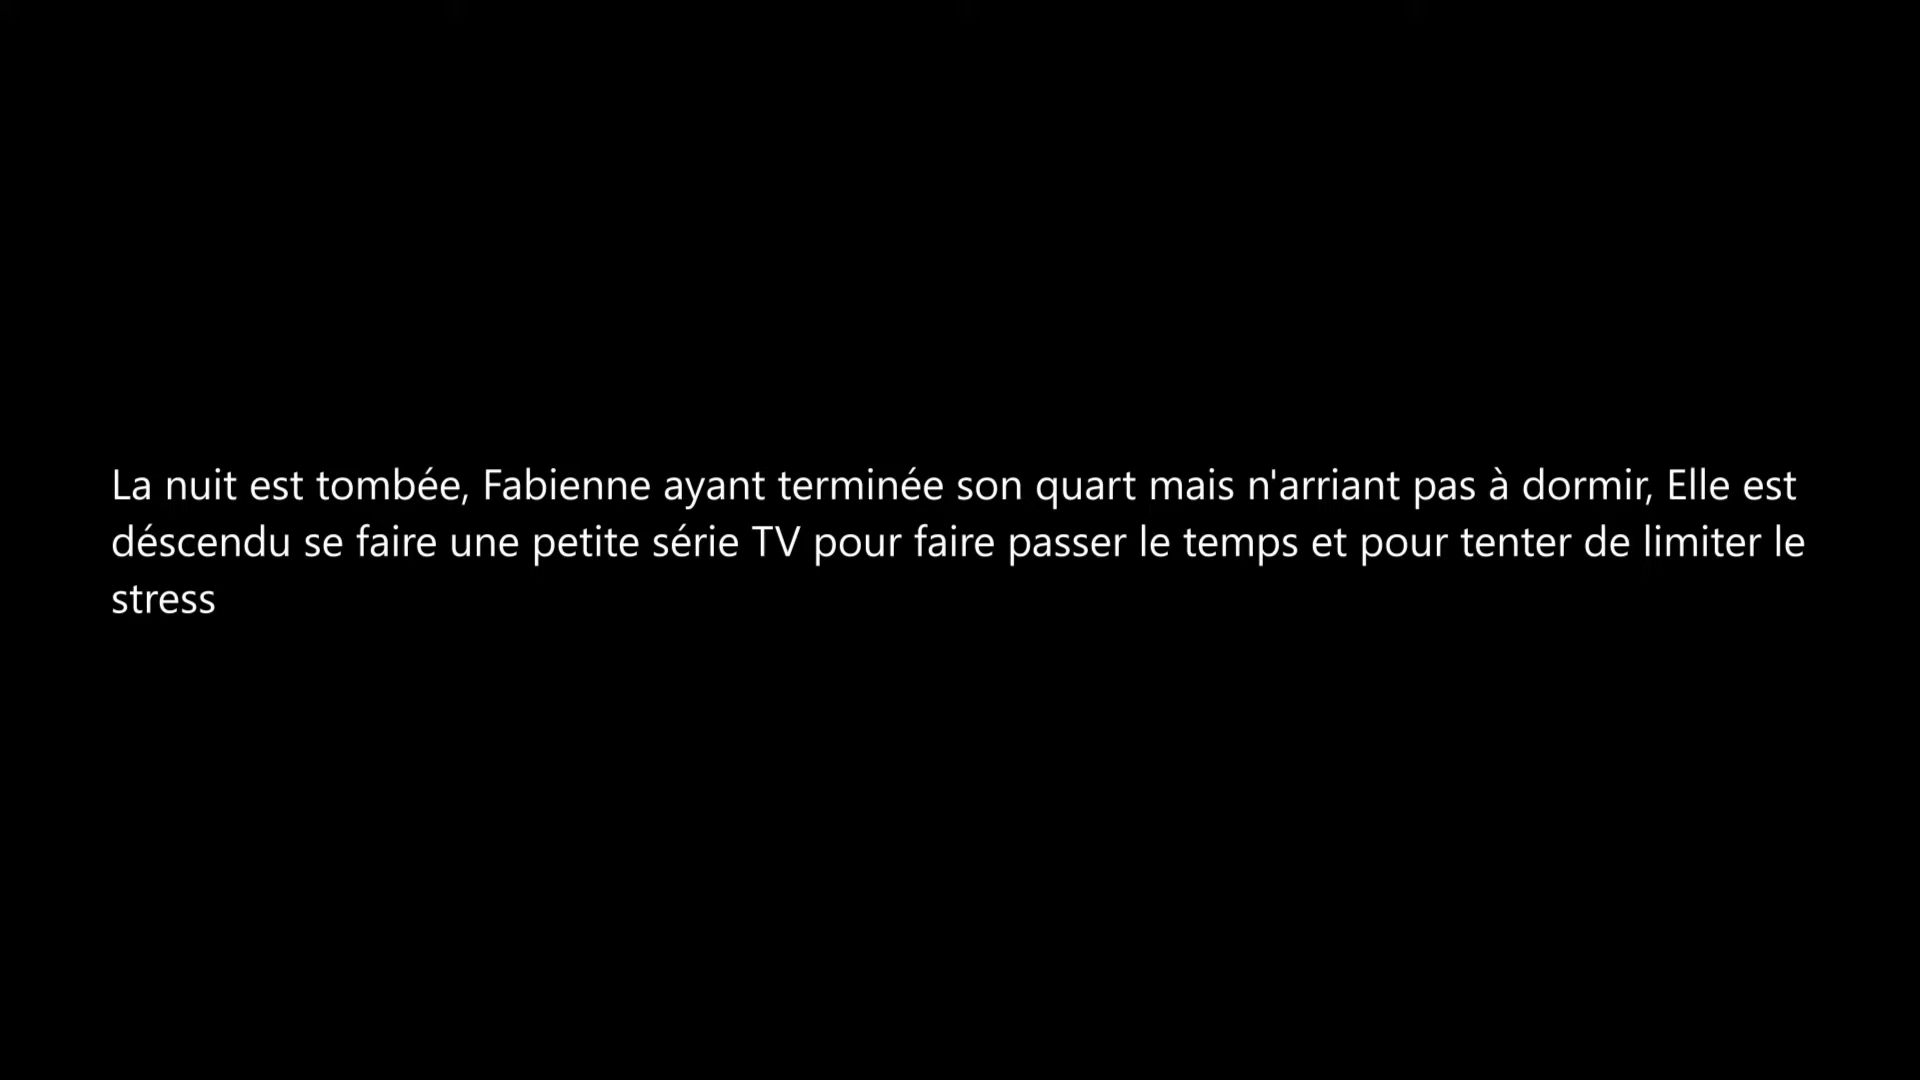 La nuit est tombée, Fabienne ayant terminée son quart mais n'arriant pas à dormir, Elle est
déscendu se faire une petite série TV pour faire passer le temps et pour tenter de limiter le
stress